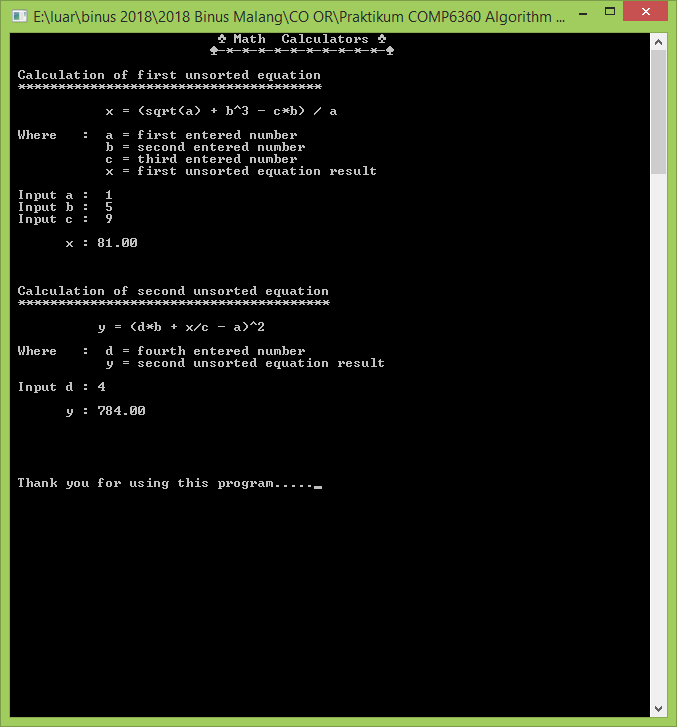 E:\luar\binus 2018\2018 Binus Malang\CO OR\Praktikum COMP6360 Algorithm ...
♣ Math  Calculators ♣
♠-*-*-*-*-*-*-*-*-*-*-♠
Calculation of first unsorted equation
**************************************
x = (sqrt(a) + b^3 - c*b) / a
Where   :  a = first entered number
b = second entered number
c = third entered number
x = first unsorted equation result
Input a :  1
Input b :  5
Input c :  9
x : 81.00
Calculation of second unsorted equation
***************************************
y = (d*b + x/c - a)^2
Where   :  d = fourth entered number
y = second unsorted equation result
Input d : 4
y : 784.00
Thank you for using this program....._